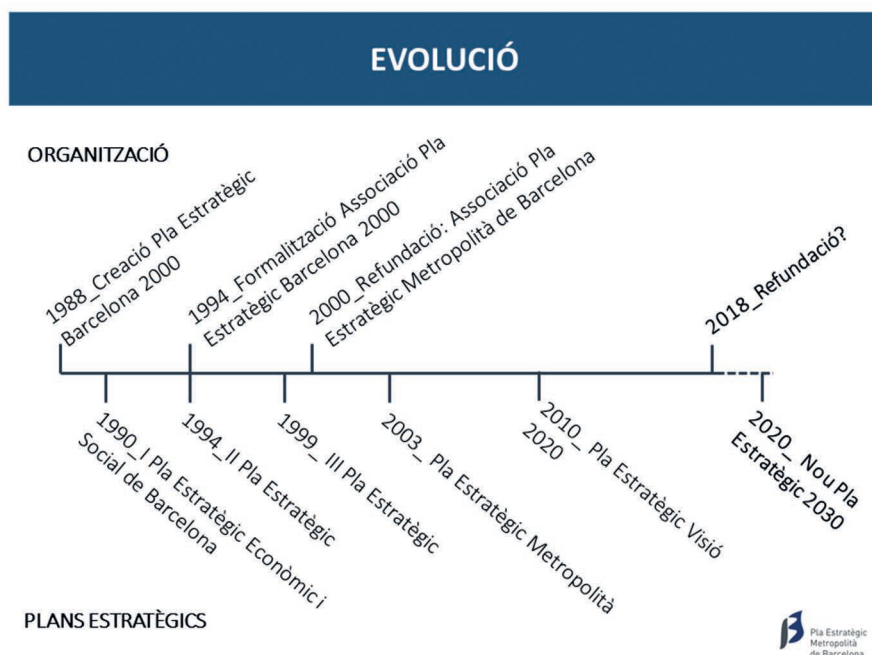 EVOLUCIÓ
ORGANITZACIÓ
1988_Creació Pla Estratègic
Barcelona 2000
1994_Formalització Associació Pla
Estratègic Barcelona 2000
2000_Refundació: Associació Pla
Estratègic Metropolità de Barcelona
2018_Refundació?
1990_I Pla Estratègic Econòmic i
Social de Barcelona
1994_II Pla Estratègic
1999_ III Pla Estratègic
2003_ Pla Estratègic Metropolità
2010_ Pla Estratègic Visió
2020
2020_ Nou Pla
Estratègic 2030
PLANS ESTRATÈGICS
Pla Estratègic
Metropolità
de Barcelona